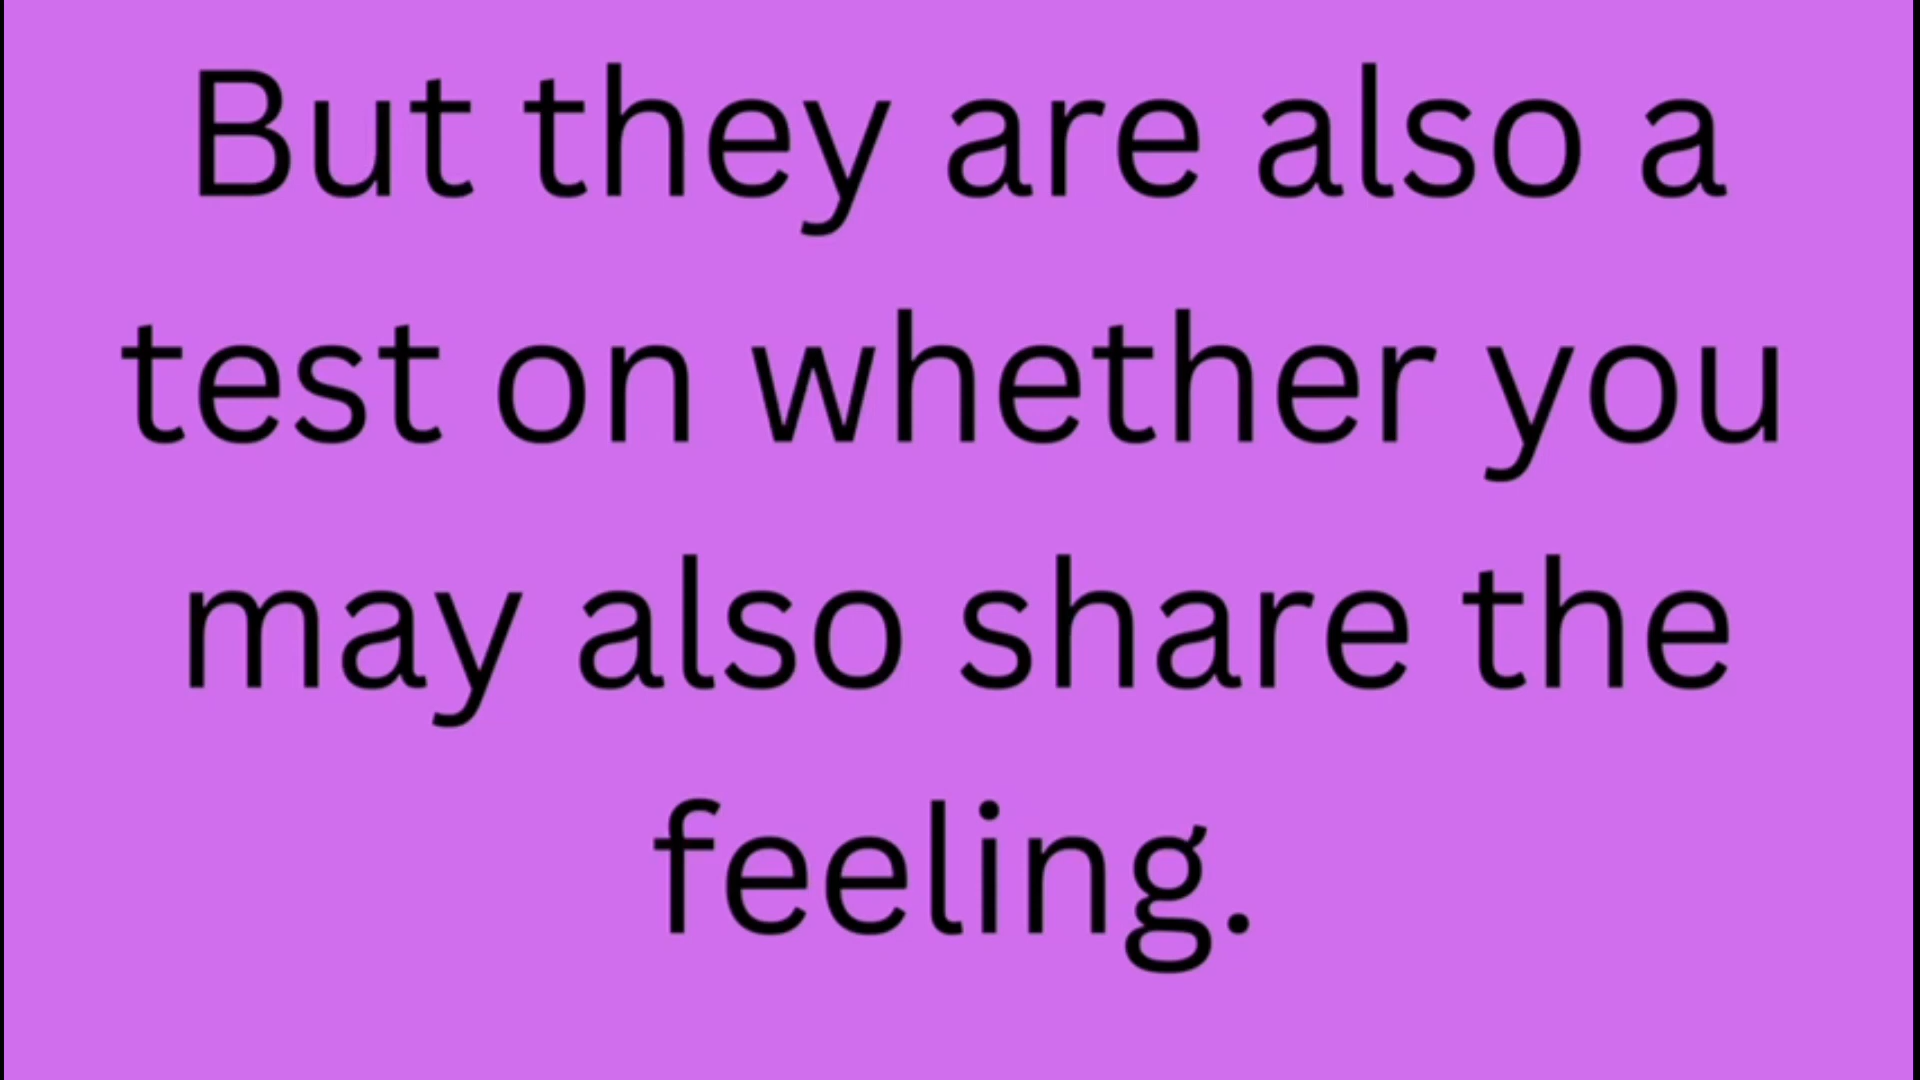 But they are also a
test on whether you
may also share the
feeling.